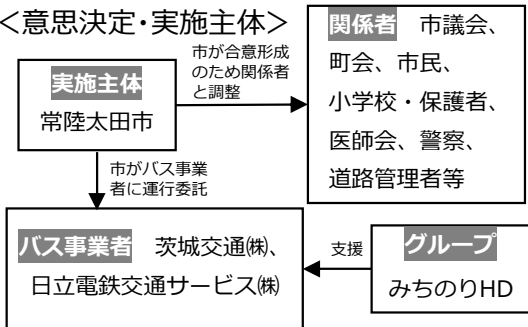 <意思決定・実施主体>
実施主体
常陸太田市
市が合意形成
のため関係者
と調整
関係者 市議会、
町会、市民、
小学校・保護者、
医師会、警察、
道路管理者等
市がバス事業
者に運行委託
バス事業者 茨城交通㈱、
日立電鉄交通サービス㈱
支援
グループ
みちのりHD